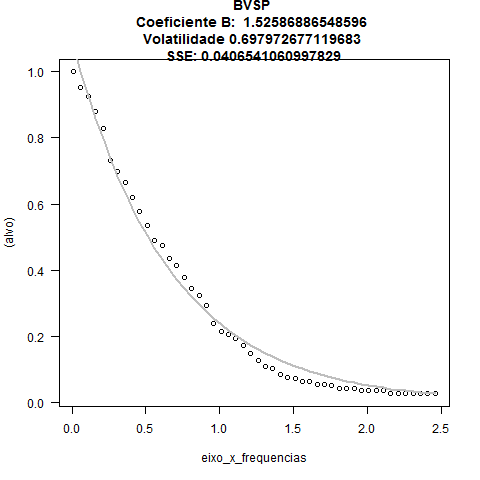 BVSP
Coeficiente B: 1.52586886548596
Volatilidade 0.697972677119683
SSE: 0.0406541060997829
1.0
0.8
0.6
0.4
0.2
0.0
(alvo)
0.0 0.5 1.0 1.5 2.0 2.5
eixo_x_frequencias